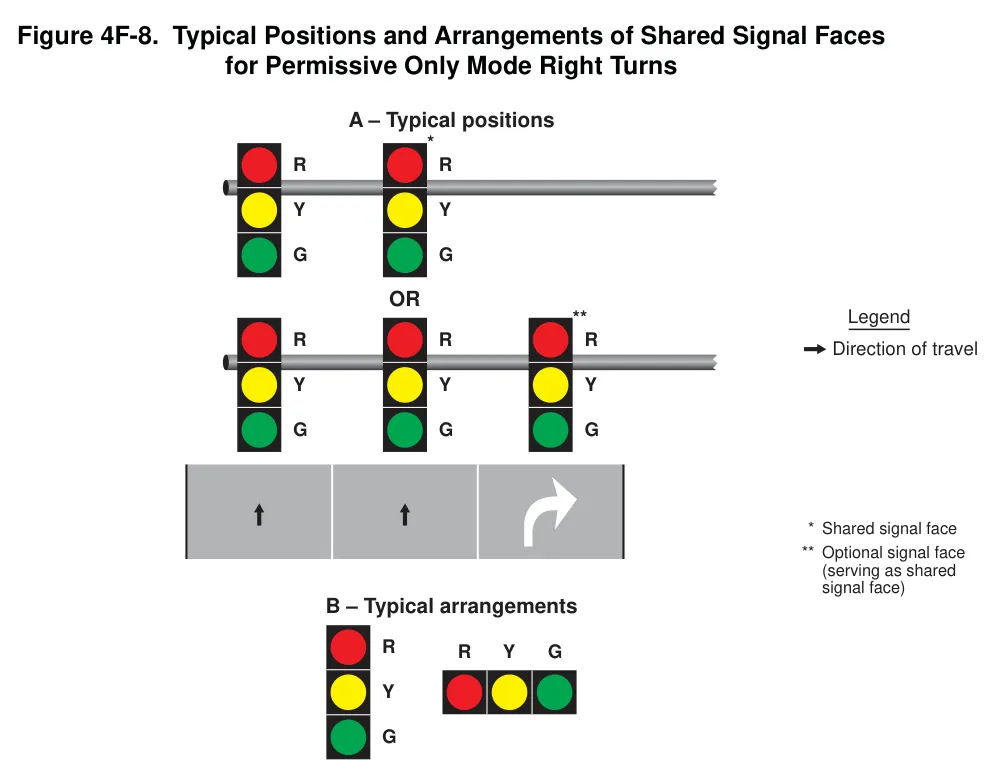 Figure 4F-8.  Typical Positions and Arrangements of Shared Signal Faces
for Permissive Only Mode Right Turns
A – Typical positions
*
R R
Y Y
G G
OR
**
R R R
Y Y Y
G G G
Legend
Direction of travel
* Shared signal face
** Optional signal face
(serving as shared
signal face)
B – Typical arrangements
R
Y
G
R Y G